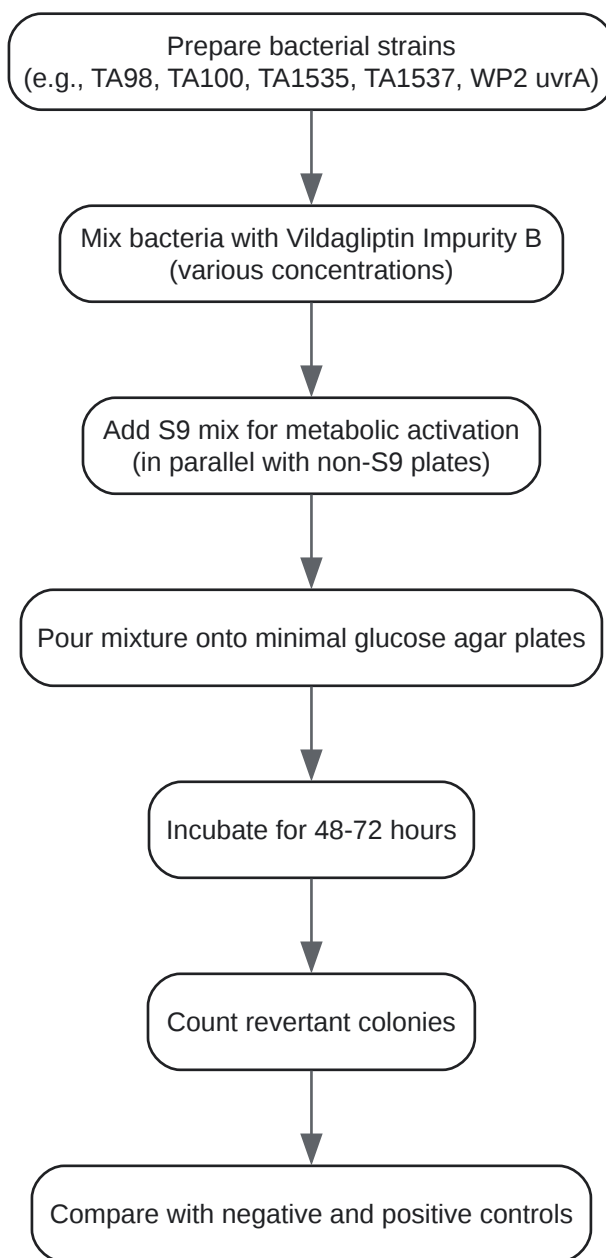 Prepare bacterial strains
(e.g., TA98, TA100, TA1535, TA1537, WP2 uvrA)
Mix bacteria with Vildagliptin Impurity B
(various concentrations)
Add S9 mix for metabolic activation
(in parallel with non-S9 plates)
Pour mixture onto minimal glucose agar plates
Incubate for 48-72 hours
Count revertant colonies
Compare with negative and positive controls